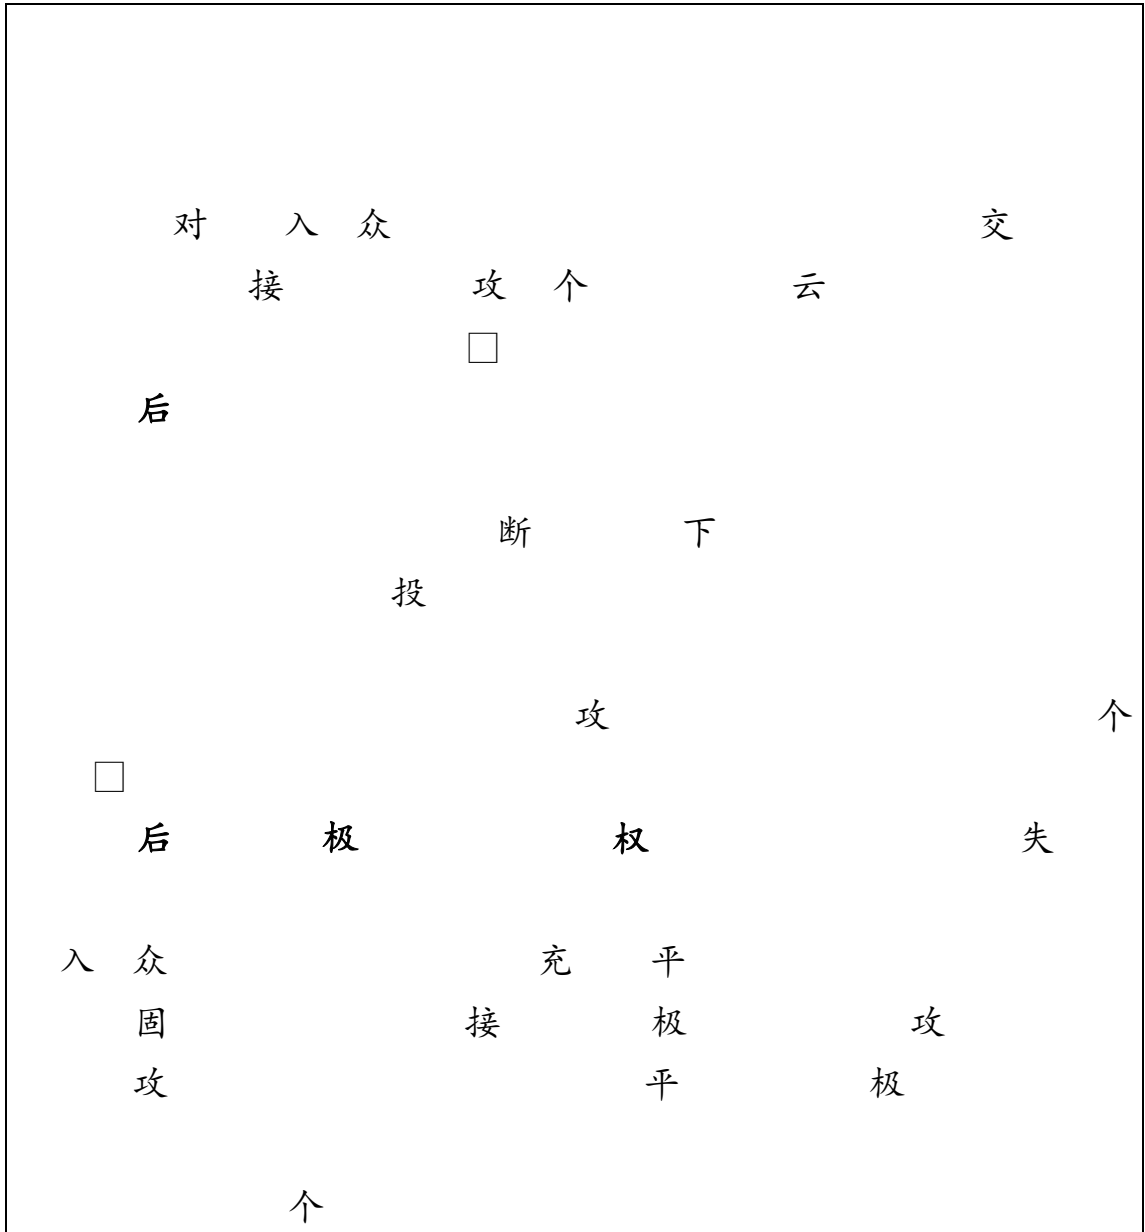 对 入 众 交
接 攻 个 云
□
后
断 下
投
攻 个
□
后 极 权 失
入 众 充 平
固 接 极 攻
攻 平 极
个